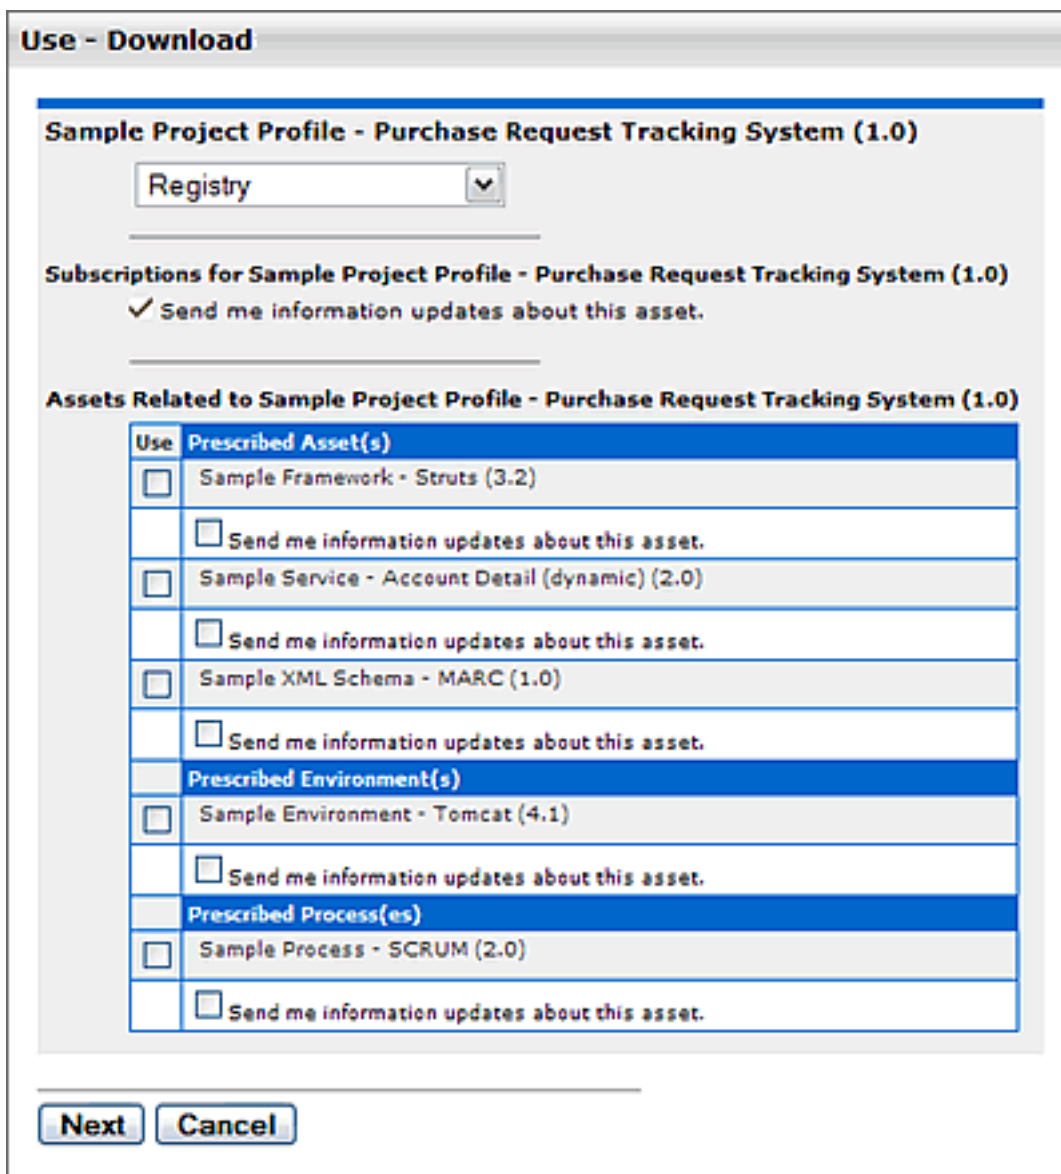 Use - Download
Sample Project Profile - Purchase Request Tracking System (1.0)
Registry
Subscriptions for Sample Project Profile - Purchase Request Tracking System (1.0)
Send me information updates about this asset.
Assets Related to Sample Project Profile - Purchase Request Tracking System (1.0)
Use Prescribed Asset(s)
Sample Framework - Struts (3.2)
Send me information updates about this asset.
Sample Service - Account Detail (dynamic) (2.0)
Send me information updates about this asset.
Sample XML Schema - MARC (1.0)
Send me information updates about this asset.
Prescribed Environment(s)
Sample Environment - Tomcat (4.1)
Send me information updates about this asset.
Prescribed Process(es)
Sample Process - SCRUM (2.0)
Send me information updates about this asset.
Next Cancel